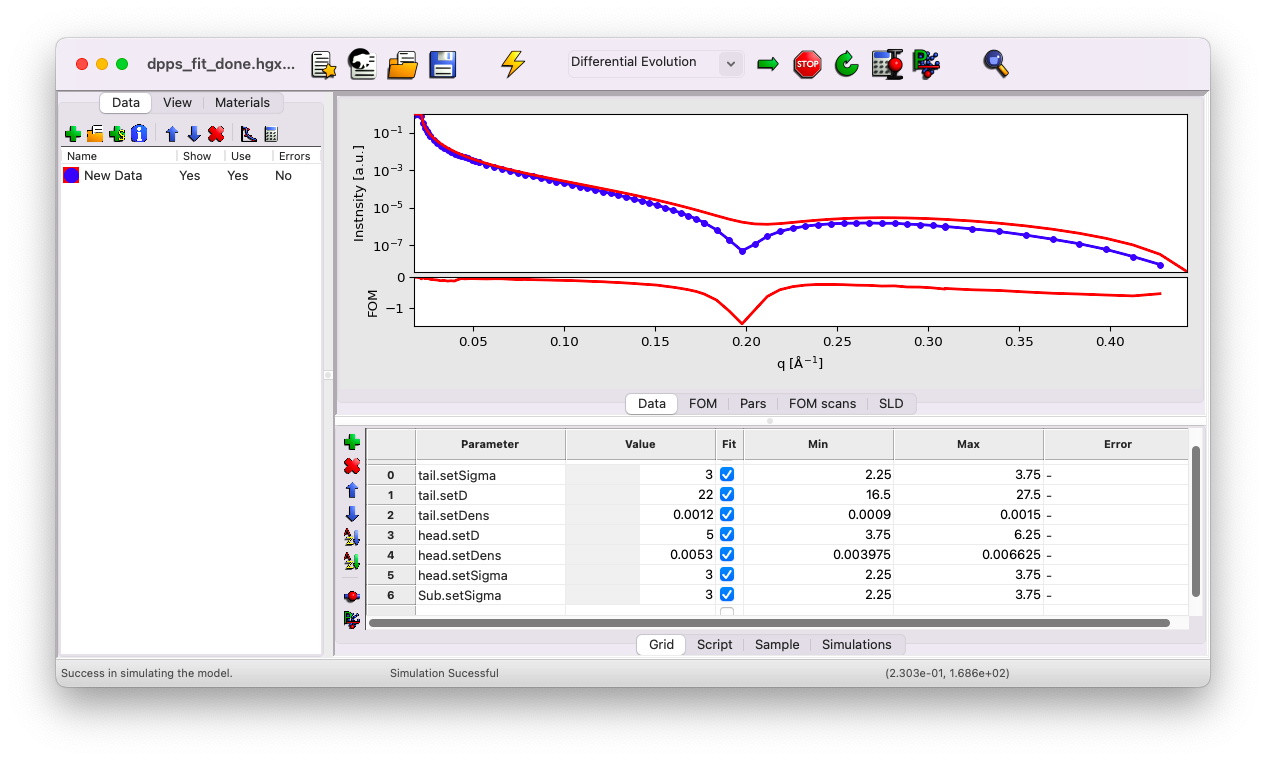 dpps_fit_done.hgx...
Differential Evolution
STOP
Data View Materials
Name Show Use Errors
New Data Yes Yes No
Instnsity [a.u.]
10−1
10−3
10−5
10−7
FOM
0
−1
0.05 0.10 0.15 0.20 0.25 0.30 0.35 0.40
q [Å−1]
Data FOM Pars FOM scans SLD
Parameter Value Fit Min Max Error
0 tail.setSigma 3 2.25 3.75 -
1 tail.setD 22 16.5 27.5 -
2 tail.setDens 0.0012 0.0009 0.0015 -
3 head.setD 5 3.75 6.25 -
4 head.setDens 0.0053 0.003975 0.006625 -
5 head.setSigma 3 2.25 3.75 -
6 Sub.setSigma 3 2.25 3.75 -
Grid Script Sample Simulations
Success in simulating the model. Simulation Sucessful (2.303e-01, 1.686e+02)